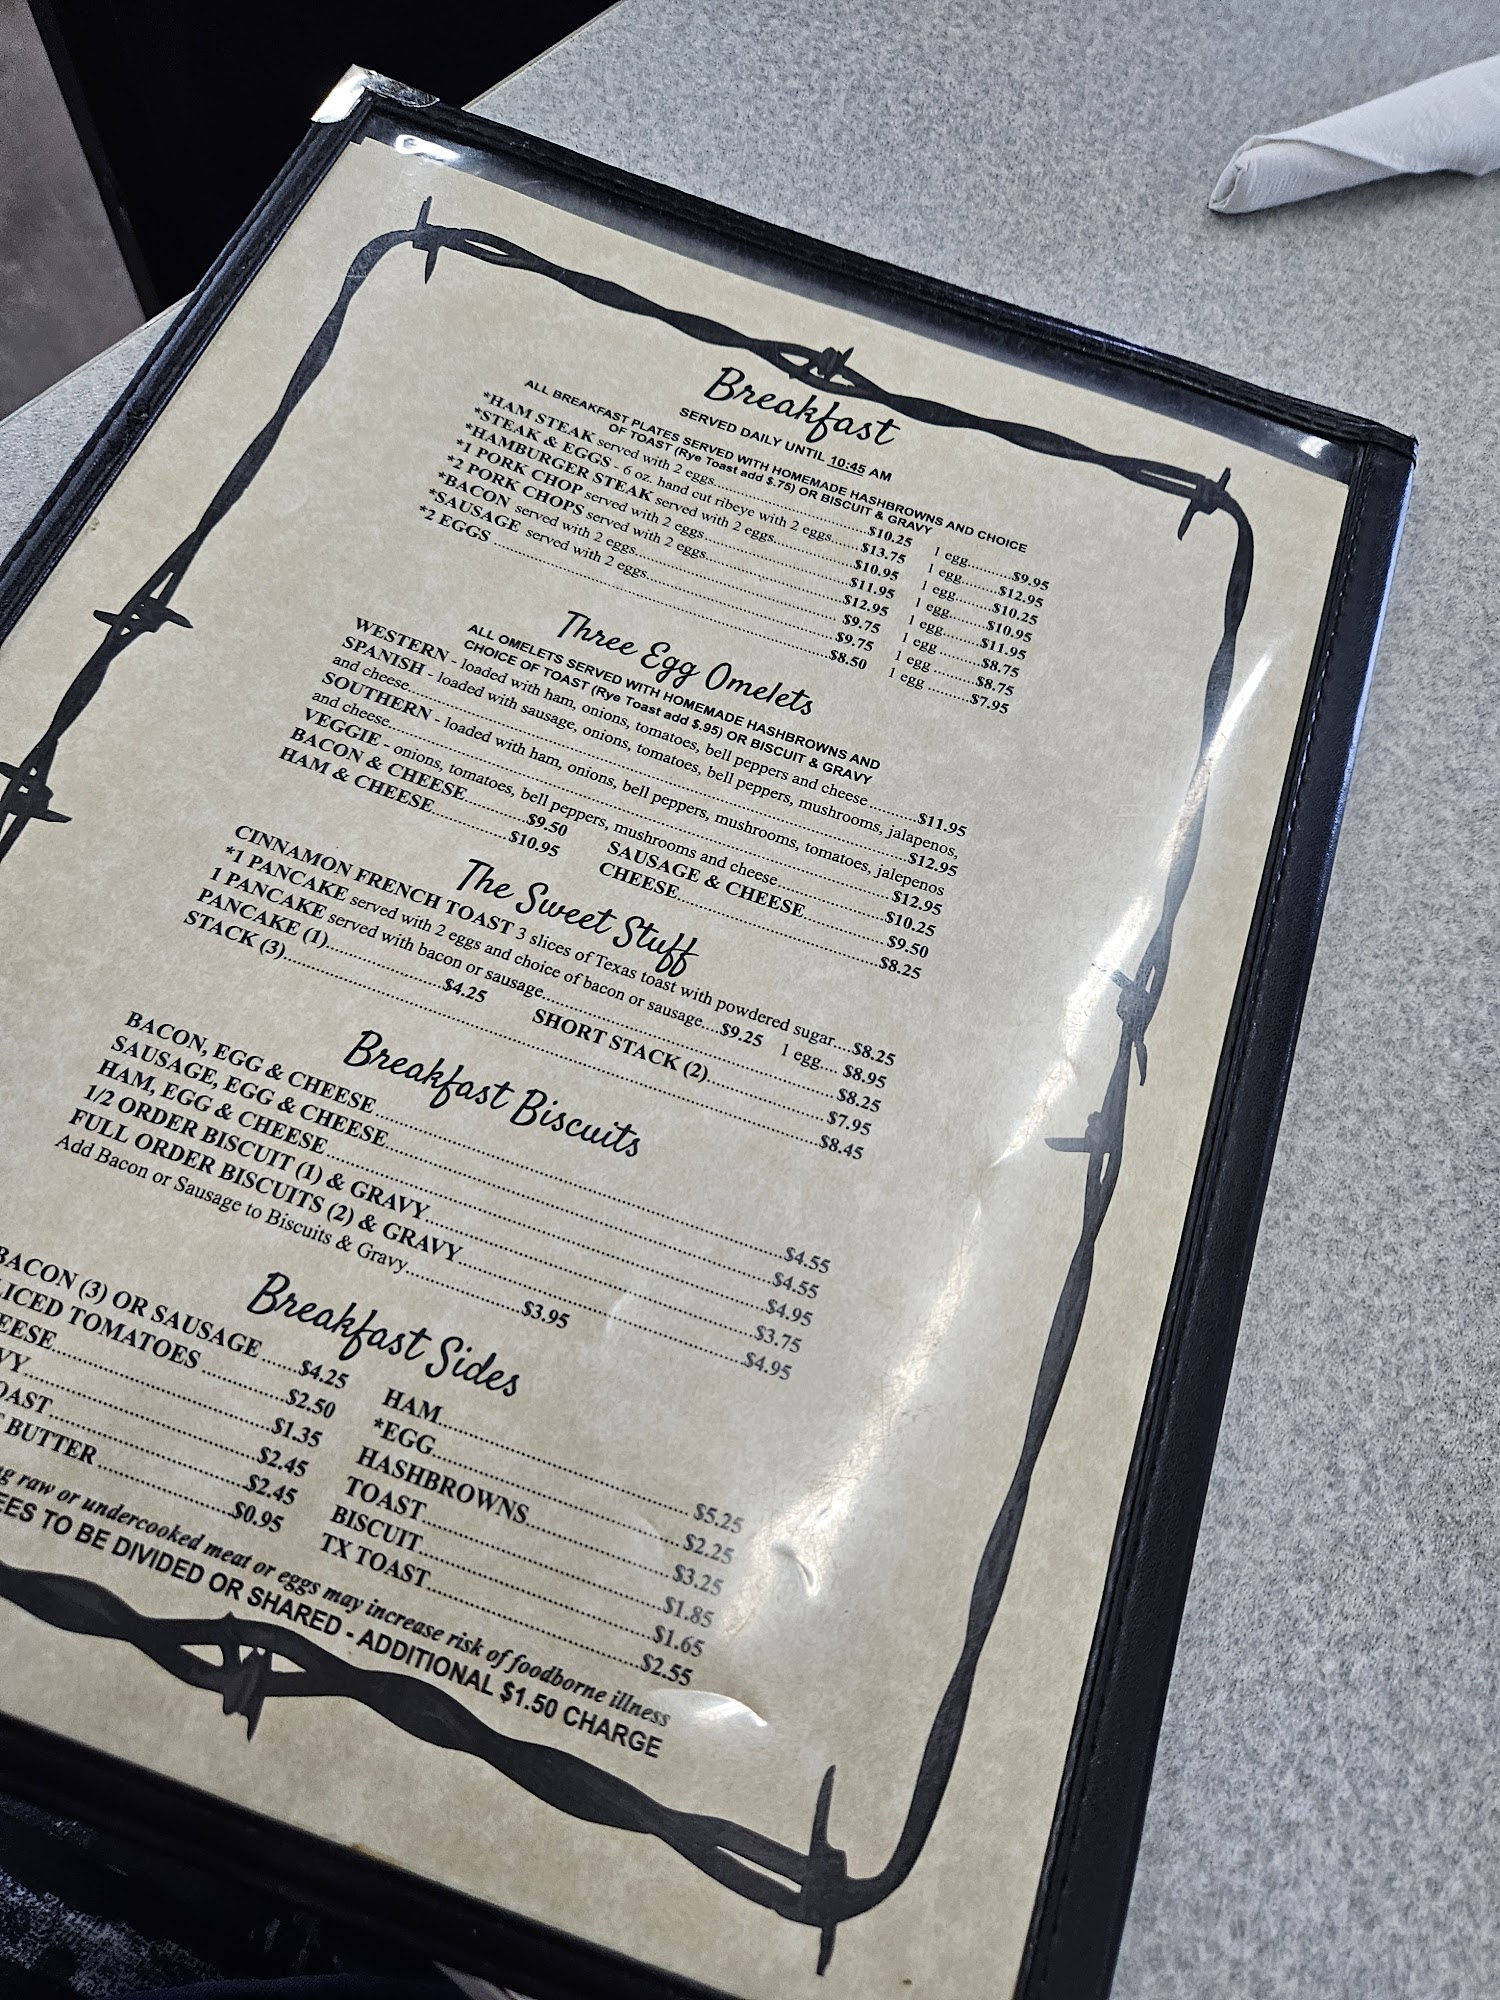 Breakfast
SERVED DAILY UNTIL 10:45 AM
ALL BREAKFAST PLATES SERVED WITH HOMEMADE HASHBROWNS AND CHOICE
OF TOAST (Rye Toast add $.75) OR BISCUIT & GRAVY
*HAM STEAK served with 2 eggs....................$10.25 1 egg..........$9.95
*STEAK & EGGS - 6 oz. hand cut ribeye with 2 eggs.......$13.75 1 egg.........$12.95
*HAMBURGER STEAK served with 2 eggs....................$10.95 1 egg.........$10.25
*1 PORK CHOP served with 2 eggs....................$11.95 1 egg.........$10.95
*2 PORK CHOPS served with 2 eggs....................$12.95 1 egg.........$11.95
*BACON served with 2 eggs.................... $9.75 1 egg ..........$8.75
*SAUSAGE served with 2 eggs....................$9.75 1 egg ..........$8.75
*2 EGGS ....................$8.50 1 egg ..........$7.95
Three Egg Omelets
ALL OMELETS SERVED WITH HOMEMADE HASHBROWNS AND
CHOICE OF TOAST (Rye Toast add $.95) OR BISCUIT & GRAVY
WESTERN - loaded with ham, onions, tomatoes, bell peppers and cheese..........$11.95
SPANISH - loaded with sausage, onions, tomatoes, bell peppers, mushrooms, jalapenos,
and cheese....................$12.95
SOUTHERN - loaded with ham, onions, bell peppers, mushrooms, tomatoes, jalepenos
and cheese....................$12.95
VEGGIE - onions, tomatoes, bell peppers, mushrooms and cheese....................$10.25
BACON & CHEESE..........$9.50 SAUSAGE & CHEESE..............$9.50
HAM & CHEESE.............$10.95 CHEESE....................$8.25
The Sweet Stuff
CINNAMON FRENCH TOAST 3 slices of Texas toast with powdered sugar....$8.25
*1 PANCAKE served with 2 eggs and choice of bacon or sausage....$9.25 1 egg.... $8.95
1 PANCAKE served with bacon or sausage....................$8.25
PANCAKE (1)....................$4.25 SHORT STACK (2)....................$7.95
STACK (3)....................$8.45
Breakfast Biscuits
BACON, EGG & CHEESE....................$4.55
SAUSAGE, EGG & CHEESE....................$4.55
HAM, EGG & CHEESE....................$4.95
1/2 ORDER BISCUIT (1) & GRAVY....................$3.75
FULL ORDER BISCUITS (2) & GRAVY....................$4.95
Add Bacon or Sausage to Biscuits & Gravy....................$3.95
Breakfast Sides
BACON (3) OR SAUSAGE ......$4.25 HAM....................$5.25
LICED TOMATOES .............$2.50 *EGG....................$2.25
EESE....................$1.35 HASHBROWNS....................$3.25
VY....................$2.45 TOAST....................$1.85
OAST....................$2.45 BISCUIT....................$1.65
BUTTER ....................$0.95 TX TOAST....................$2.55
raw or undercooked meat or eggs may increase risk of foodborne illness
EES TO BE DIVIDED OR SHARED - ADDITIONAL $1.50 CHARGE